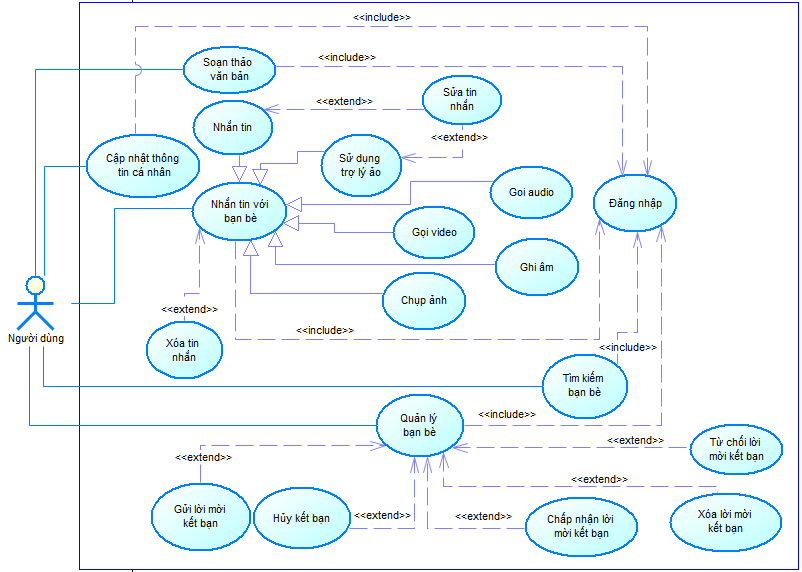 <<include>>
Soạn thảo
văn bản
<<include>>
Sửa tin
nhắn
<<extend>>
Nhắn tin
<<extend>>
Cập nhật thông
tin cá nhân
Sử dụng
trợ lý ảo
Goi audio
Đăng nhập
Nhắn tin với
bạn bè
Gọi video
Ghi âm
Chụp ảnh
<<extend>>
Người dùng
<<include>>
Xóa tin
nhắn
<<include>>
Tìm kiếm
bạn bè
Quản lý
bạn bè
<<include>>
<<extend>>
Từ chối lời
mời kết bạn
<<extend>>
<<extend>>
Gửi lời mời
kết bạn
Hủy kết bạn
<<extend>>
<<extend>>
Chấp nhận lời
mời kết bạn
Xóa lời mời
kết bạn